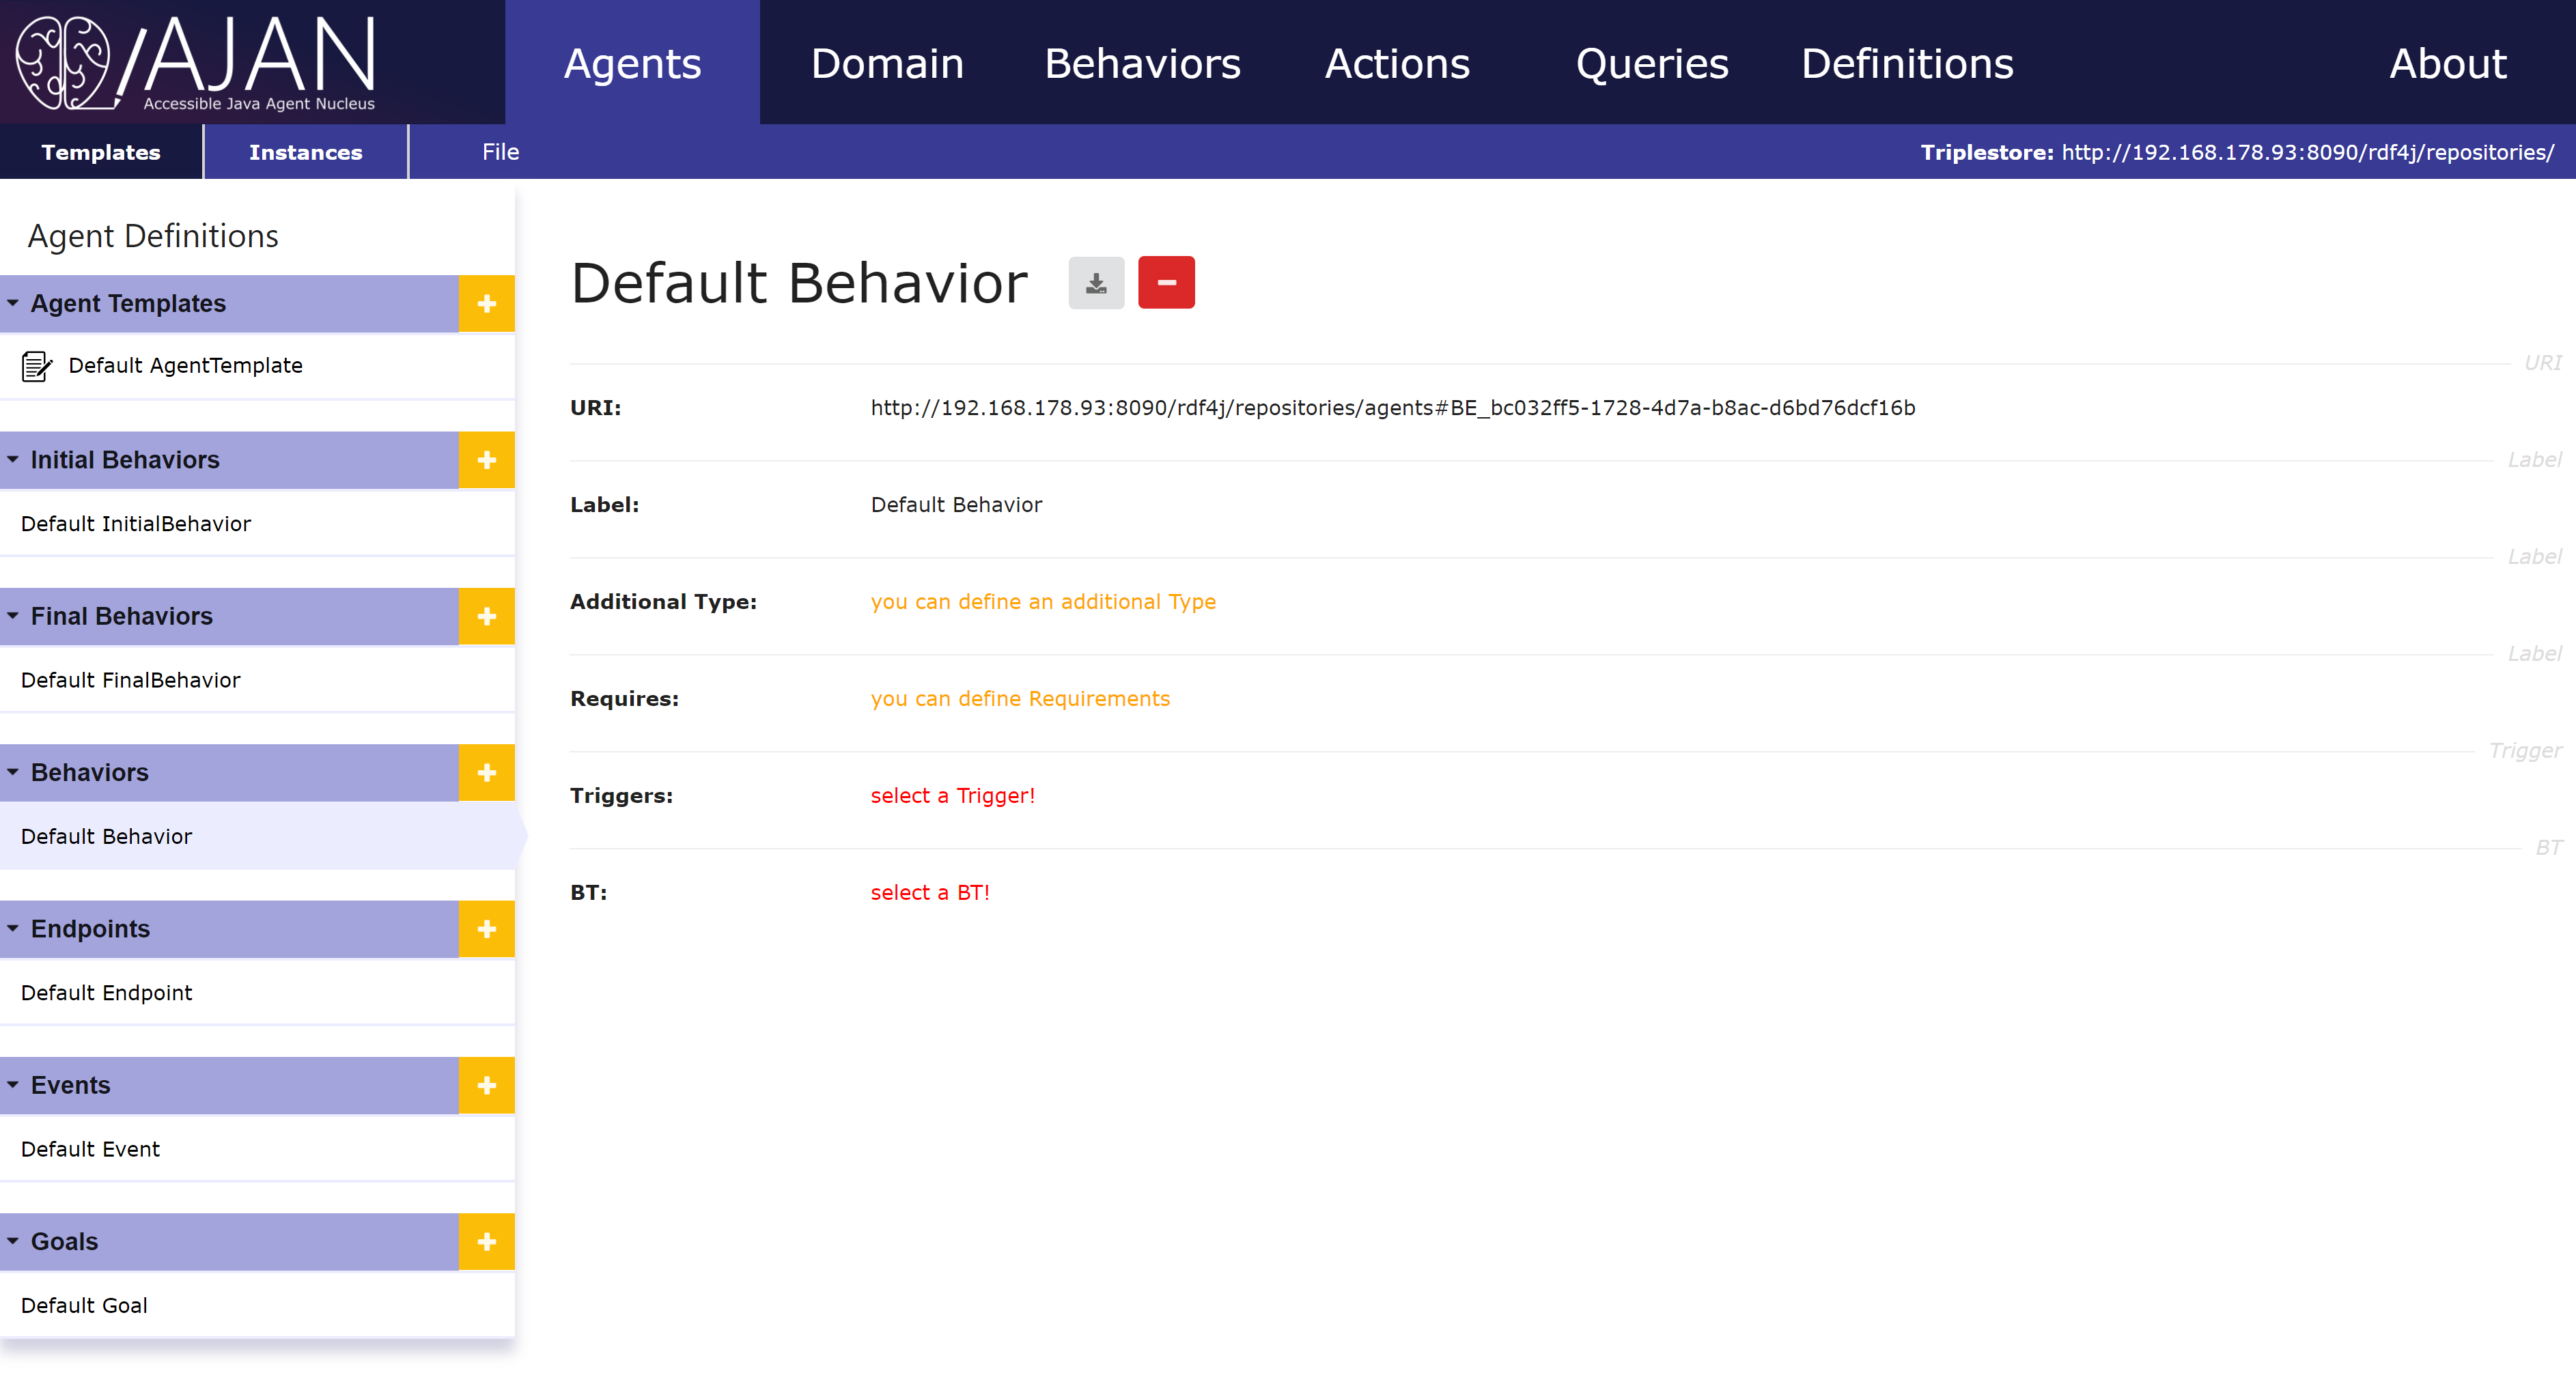 AJAN
Accessible Java Agent Nucleus
Agents Domain Behaviors Actions Queries Definitions About
Templates Instances File Triplestore: http://192.168.178.93:8090/rdf4j/repositories/
Agent Definitions
Agent Templates
Default AgentTemplate
Initial Behaviors
Default InitialBehavior
Final Behaviors
Default FinalBehavior
Behaviors
Default Behavior
Endpoints
Default Endpoint
Events
Default Event
Goals
Default Goal
Default Behavior
URI
URI: http://192.168.178.93:8090/rdf4j/repositories/agents#BE_bc032ff5-1728-4d7a-b8ac-d6bd76dcf16b
Label
Label: Default Behavior
Label
Additional Type: you can define an additional Type
Label
Requires: you can define Requirements
Trigger
Triggers: select a Trigger!
BT
BT: select a BT!